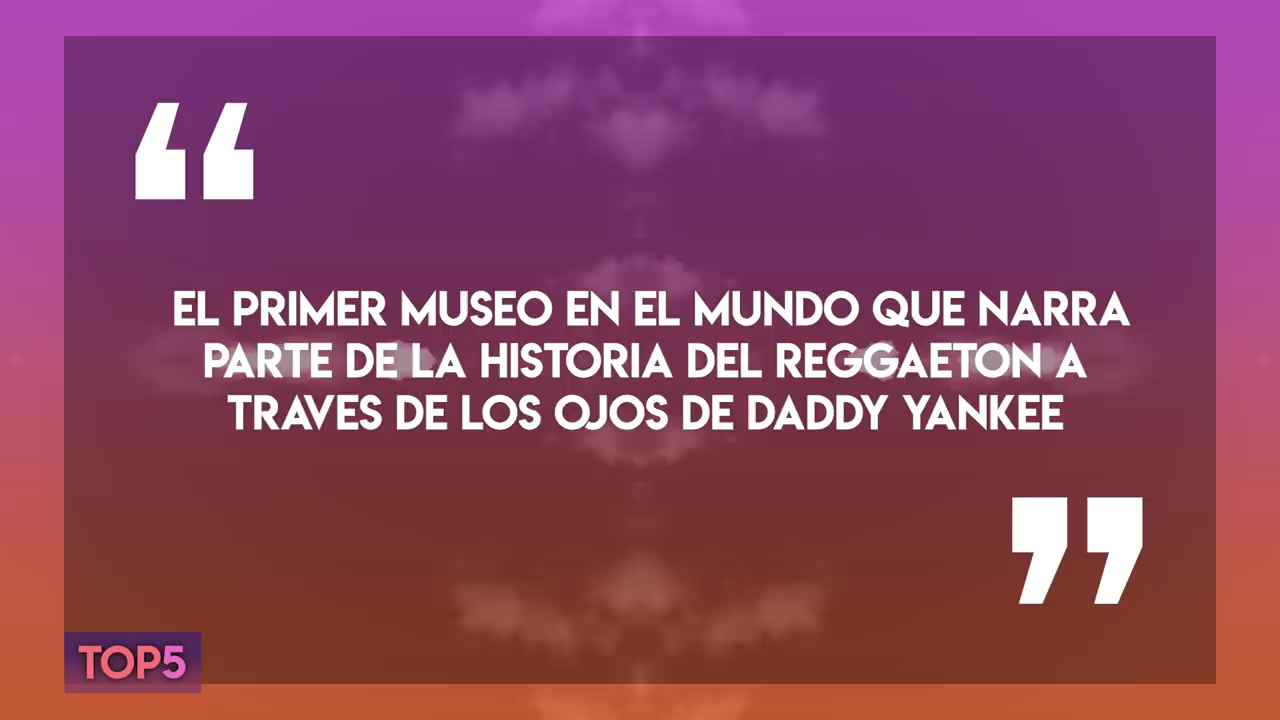 “
EL PRIMER MUSEO EN EL MUNDO QUE NARRA
PARTE DE LA HISTORIA DEL REGGAETON A
TRAVES DE LOS OJOS DE DADDY YANKEE
”
TOP5